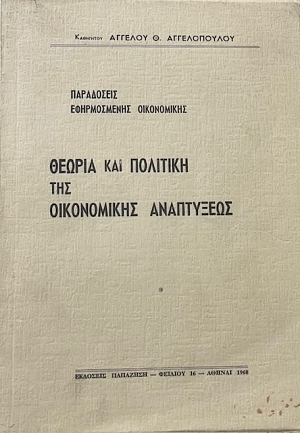 ΚΑΘΗΓΗΤΟΥ ΑΓΓΕΛΟΥ Θ. ΑΓΓΕΛΟΠΟΥΛΟΥ
ΠΑΡΑΔΟΣΕΙΣ
ΕΦΗΡΜΟΣΜΕΝΗΣ ΟΙΚΟΝΟΜΙΚΗΣ
ΘΕΩΡΙΑ ΚΑΙ ΠΟΛΙΤΙΚΗ
ΤΗΣ
ΟΙΚΟΝΟΜΙΚΗΣ ΑΝΑΠΤΥΞΕΩΣ
ΕΚΔΟΣΕΙΣ ΠΑΠΑΖΗΣΗ — ΦΕΙΔΙΟΥ 16 — ΑΘΗΝΑΙ 1968